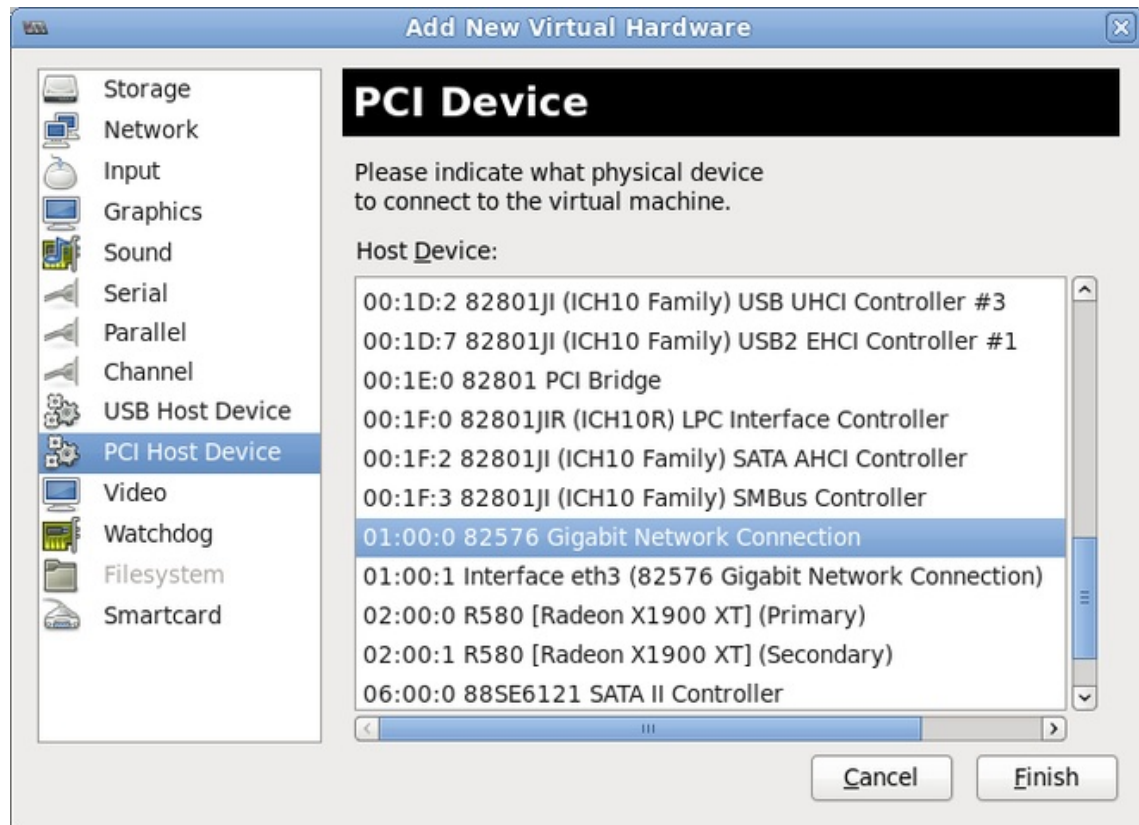 Add New Virtual Hardware
Storage
Network
Input
Graphics
Sound
Serial
Parallel
Channel
USB Host Device
PCI Host Device
Video
Watchdog
Filesystem
Smartcard
PCI Device
Please indicate what physical device
to connect to the virtual machine.
Host Device:
00:1D:2 82801JI (ICH10 Family) USB UHCI Controller #3
00:1D:7 82801JI (ICH10 Family) USB2 EHCI Controller #1
00:1E:0 82801 PCI Bridge
00:1F:0 82801JIR (ICH10R) LPC Interface Controller
00:1F:2 82801JI (ICH10 Family) SATA AHCI Controller
00:1F:3 82801JI (ICH10 Family) SMBus Controller
01:00:0 82576 Gigabit Network Connection
01:00:1 Interface eth3 (82576 Gigabit Network Connection)
02:00:0 R580 [Radeon X1900 XT] (Primary)
02:00:1 R580 [Radeon X1900 XT] (Secondary)
06:00:0 88SE6121 SATA II Controller
Cancel
Finish